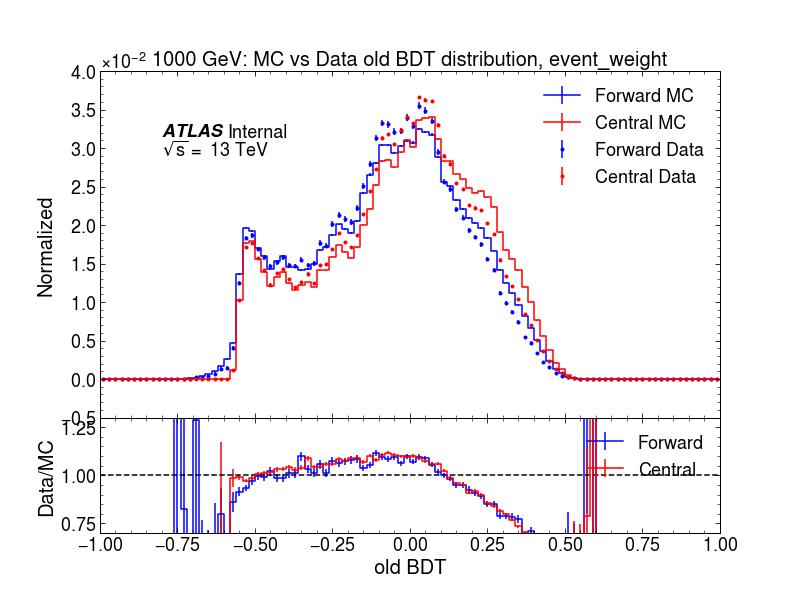 ×10⁻² 1000 GeV: MC vs Data old BDT distribution, event_weight
4.0
3.5
3.0
2.5
2.0
1.5
1.0
0.5
0.0
Normalized
ATLAS Internal
√s = 13 TeV
Forward MC
Central MC
Forward Data
Central Data
1.25
1.00
0.75
Data/MC
Forward
Central
−1.00 −0.75 −0.50 −0.25 0.00 0.25 0.50 0.75 1.00
old BDT